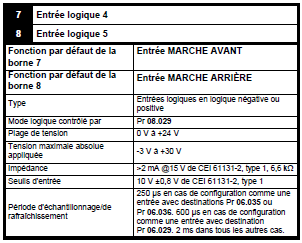 7 Entrée logique 4
8 Entrée logique 5
Fonction par défaut de la
borne 7
Entrée MARCHE AVANT
Fonction par défaut de la
borne 8
Entrée MARCHE ARRIÈRE
Type
Entrées logiques en logique négative ou
positive
Mode logique contrôlé par Pr 08.029
Plage de tension 0 V à +24 V
Tension maximale absolue
appliquée
-3 V à +30 V
Impédance >2 mA @15 V de CEI 61131-2, type 1, 6,6 kΩ
Seuils d'entrée 10 V ±0,8 V de CEI 61131-2, type 1
Période d'échantillonnage/de
rafraîchissement
250 µs en cas de configuration comme une
entrée avec destinations Pr 06.035 ou
Pr 06.036. 600 µs en cas de configuration
comme une entrée avec destination
Pr 06.029. 2 ms dans tous les autres cas.